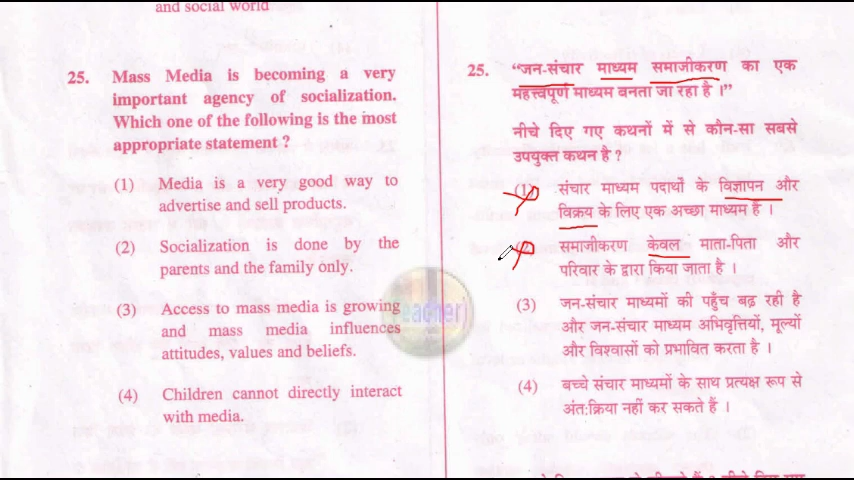 and social world
25. Mass Media is becoming a very
important agency of socialization.
Which one of the following is the most
appropriate statement ?
(1) Media is a very good way to
advertise and sell products.
(2) Socialization is done by the
parents and the family only.
(3) Access to mass media is growing
and mass media influences
attitudes, values and beliefs.
(4) Children cannot directly interact
with media.
25. “जन-संचार माध्यम समाजीकरण का एक
महत्त्वपूर्ण माध्यम बनता जा रहा है ।”
नीचे दिए गए कथनों में से कौन-सा सबसे
उपयुक्त कथन है ?
(1) संचार माध्यम पदार्थों के विज्ञापन और
विक्रय के लिए एक अच्छा माध्यम है ।
समाजीकरण केवल माता-पिता और
परिवार के द्वारा किया जाता है ।
(3) जन-संचार माध्यमों की पहुँच बढ़ रही है
और जन-संचार माध्यम अभिवृत्तियों, मूल्यों
और विश्वासों को प्रभावित करता है ।
(4) बच्चे संचार माध्यमों के साथ प्रत्यक्ष रूप से
अंत:क्रिया नहीं कर सकते हैं ।